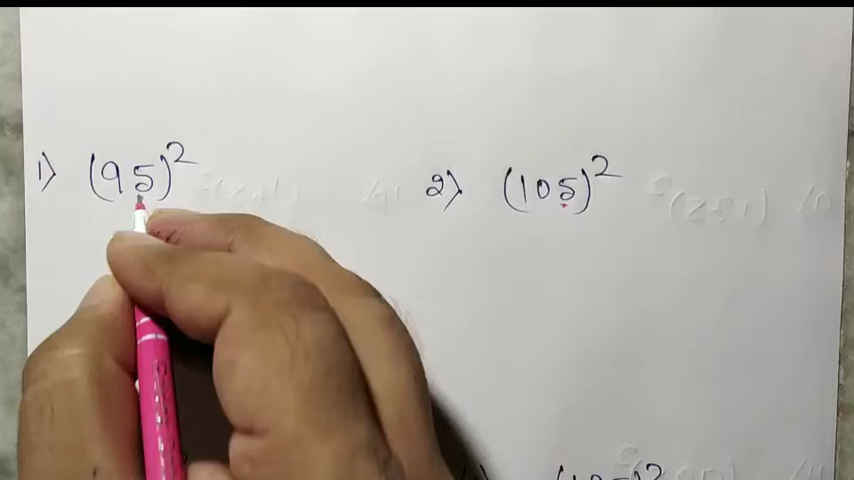 1) (95)²
2) (105)²